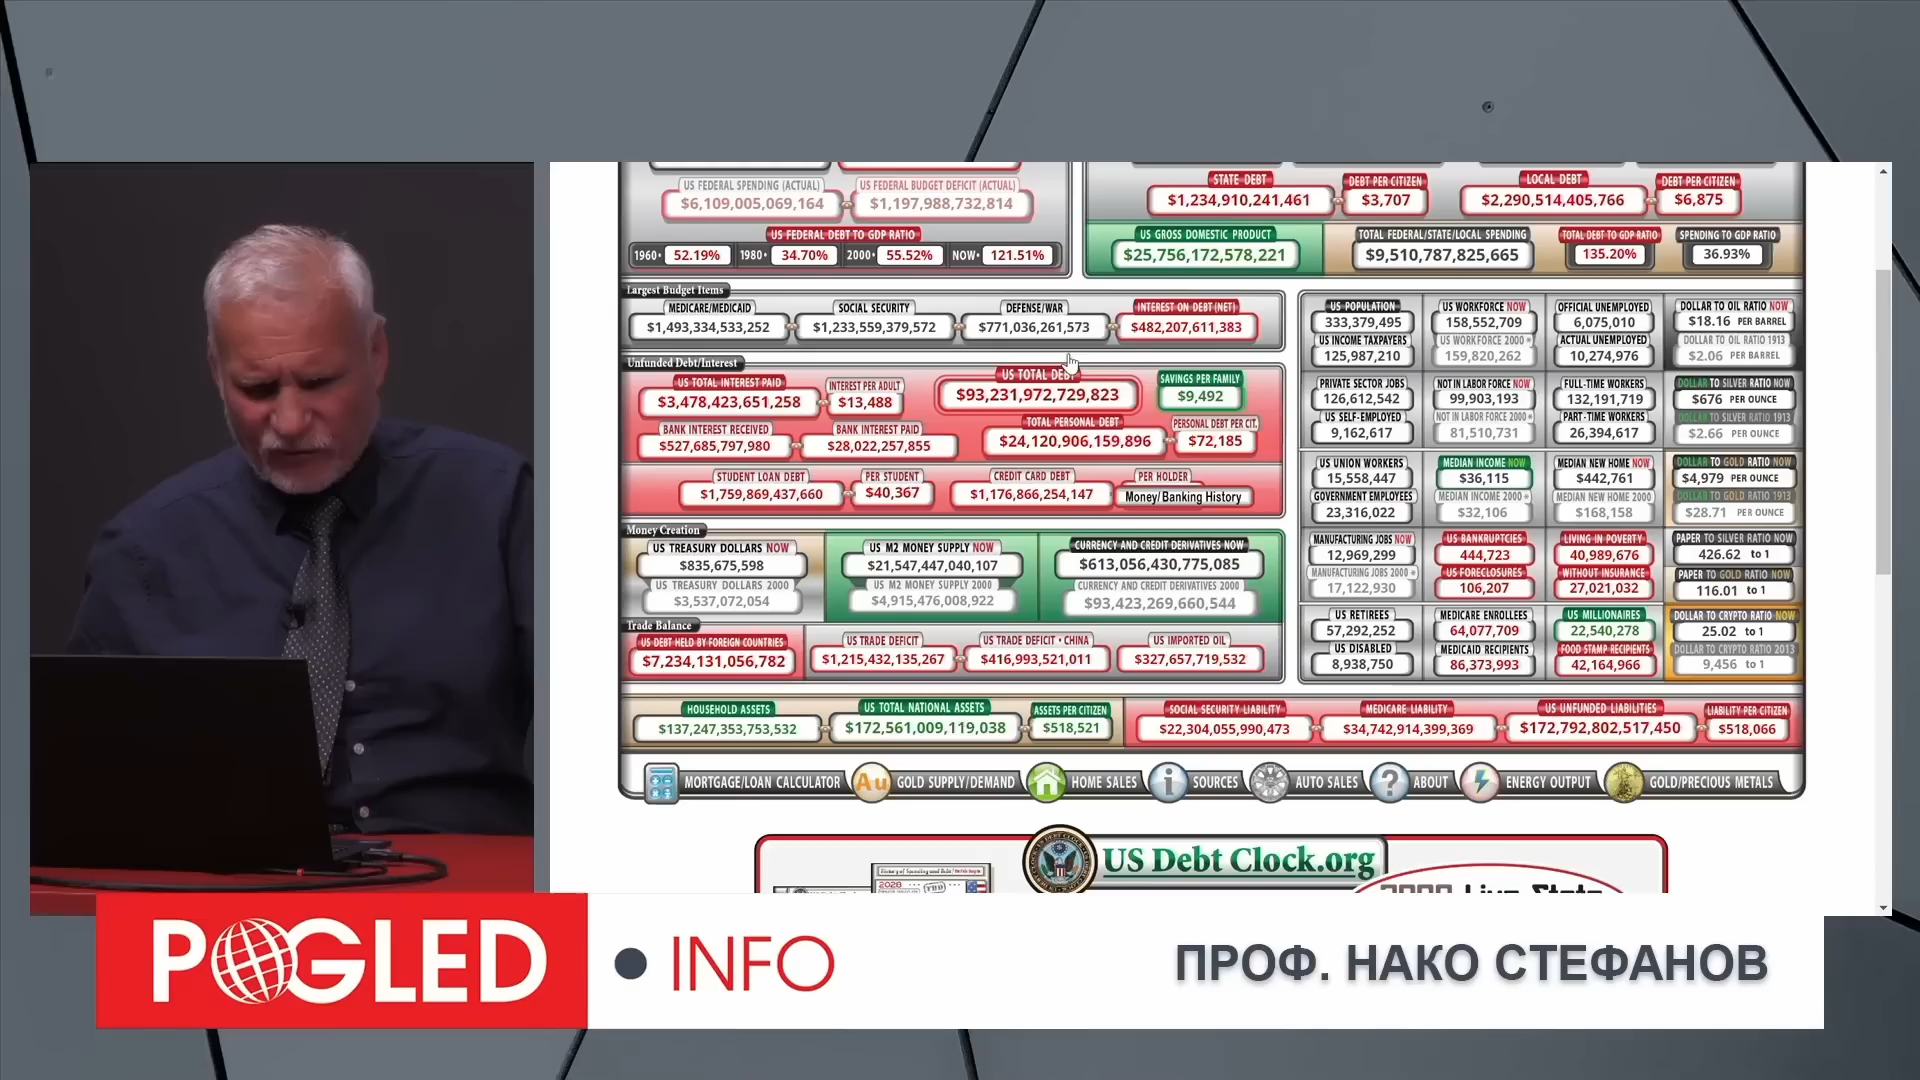 US FEDERAL SPENDING (ACTUAL)
$6,109,005,069,164
US FEDERAL BUDGET DEFICIT (ACTUAL)
$1,197,988,732,814
US FEDERAL DEBT TO GDP RATIO
1960• 52.19% 1980• 34.70% 2000• 55.52% NOW• 121.51%
STATE DEBT
$1,234,910,241,461
DEBT PER CITIZEN
$3,707
LOCAL DEBT
$2,290,514,405,766
DEBT PER CITIZEN
$6,875
US GROSS DOMESTIC PRODUCT
$25,756,172,578,221
TOTAL FEDERAL/STATE/LOCAL SPENDING
$9,510,787,825,665
TOTAL DEBT TO GDP RATIO
135.20%
SPENDING TO GDP RATIO
36.93%
Largest Budget Items
MEDICARE/MEDICAID
$1,493,334,533,252
SOCIAL SECURITY
$1,233,559,379,572
DEFENSE/WAR
$771,036,261,573
INTEREST ON DEBT (NET)
$482,207,611,383
Unfunded Debt/Interest
US TOTAL INTEREST PAID
$3,478,423,651,258
INTEREST PER ADULT
$13,488
US TOTAL DEBT
$93,231,972,729,823
SAVINGS PER FAMILY
$9,492
BANK INTEREST RECEIVED
$527,685,797,980
BANK INTEREST PAID
$28,022,257,855
TOTAL PERSONAL DEBT
$24,120,906,159,896
PERSONAL DEBT PER CIT.
$72,185
STUDENT LOAN DEBT
$1,759,869,437,660
PER STUDENT
$40,367
CREDIT CARD DEBT
$1,176,866,254,147
PER HOLDER
Money/Banking History
Money Creation
US TREASURY DOLLARS NOW
$835,675,598
US TREASURY DOLLARS 2000
$3,537,072,054
US M2 MONEY SUPPLY NOW
$21,547,447,040,107
US M2 MONEY SUPPLY 2000
$4,915,476,008,922
CURRENCY AND CREDIT DERIVATIVES NOW
$613,056,430,775,085
CURRENCY AND CREDIT DERIVATIVES 2000
$93,423,269,660,544
Trade Balance
US DEBT HELD BY FOREIGN COUNTRIES
$7,234,131,056,782
US TRADE DEFICIT
$1,215,432,135,267
US TRADE DEFICIT • CHINA
$416,993,521,011
US IMPORTED OIL
$327,657,719,532
US POPULATION
333,379,495
US INCOME TAXPAYERS
125,987,210
US WORKFORCE NOW
158,552,709
US WORKFORCE 2000 *
159,820,262
OFFICIAL UNEMPLOYED
6,075,010
ACTUAL UNEMPLOYED
10,274,976
DOLLAR TO OIL RATIO NOW
$18.16 PER BARREL
DOLLAR TO OIL RATIO 1913
$2.06 PER BARREL
PRIVATE SECTOR JOBS
126,612,542
US SELF-EMPLOYED
9,162,617
NOT IN LABOR FORCE NOW
99,903,193
NOT IN LABOR FORCE 2000 *
81,510,731
FULL-TIME WORKERS
132,191,719
PART-TIME WORKERS
26,394,617
DOLLAR TO SILVER RATIO NOW
$676 PER OUNCE
DOLLAR TO SILVER RATIO 1913
$2.66 PER OUNCE
US UNION WORKERS
15,558,447
GOVERNMENT EMPLOYEES
23,316,022
MEDIAN INCOME NOW
$36,115
MEDIAN INCOME 2000 *
$32,106
MEDIAN NEW HOME NOW
$442,761
MEDIAN NEW HOME 2000
$168,158
DOLLAR TO GOLD RATIO NOW
$4,979 PER OUNCE
DOLLAR TO GOLD RATIO 1913
$28.71 PER OUNCE
MANUFACTURING JOBS NOW
12,969,299
MANUFACTURING JOBS 2000 *
17,122,930
US BANKRUPTCIES
444,723
US FORECLOSURES
106,207
LIVING IN POVERTY
40,989,676
WITHOUT INSURANCE
27,021,032
PAPER TO SILVER RATIO NOW
426.62 to 1
PAPER TO GOLD RATIO NOW
116.01 to 1
US RETIREES
57,292,252
US DISABLED
8,938,750
MEDICARE ENROLLEES
64,077,709
MEDICAID RECIPIENTS
86,373,993
US MILLIONAIRES
22,540,278
FOOD STAMP RECIPIENTS
42,164,966
DOLLAR TO CRYPTO RATIO NOW
25.02 to 1
DOLLAR TO CRYPTO RATIO 2013
9,456 to 1
HOUSEHOLD ASSETS
$137,247,353,753,532
US TOTAL NATIONAL ASSETS
$172,561,009,119,038
ASSETS PER CITIZEN
$518,521
SOCIAL SECURITY LIABILITY
$22,304,055,990,473
MEDICARE LIABILITY
$34,742,914,399,369
US UNFUNDED LIABILITIES
$172,792,802,517,450
LIABILITY PER CITIZEN
$518,066
MORTGAGE/LOAN CALCULATOR
Au GOLD SUPPLY/DEMAND
HOME SALES
i SOURCES
AUTO SALES
? ABOUT
ENERGY OUTPUT
GOLD/PRECIOUS METALS
US Debt Clock.org
2028
TBD
POGLED • INFO
ПРОФ. НАКО СТЕФАНОВ